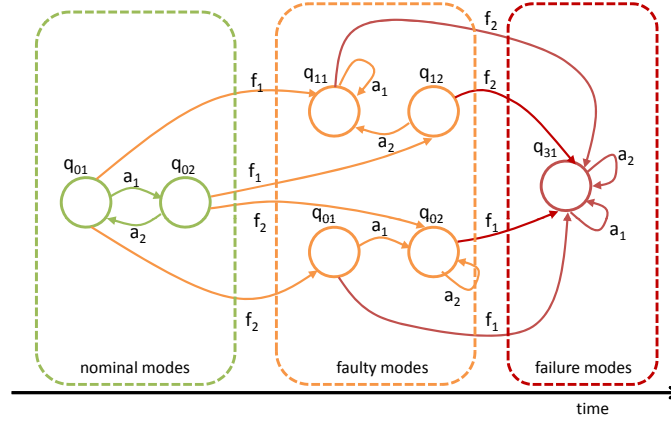 f2
q11
q12
f1
a1
f2
a2
q31
q01
q02
f1
a1
a2
a2
a1
f2
q01
q02
a1
f1
a2
f2
f1
nominal modes
faulty modes
failure modes
time